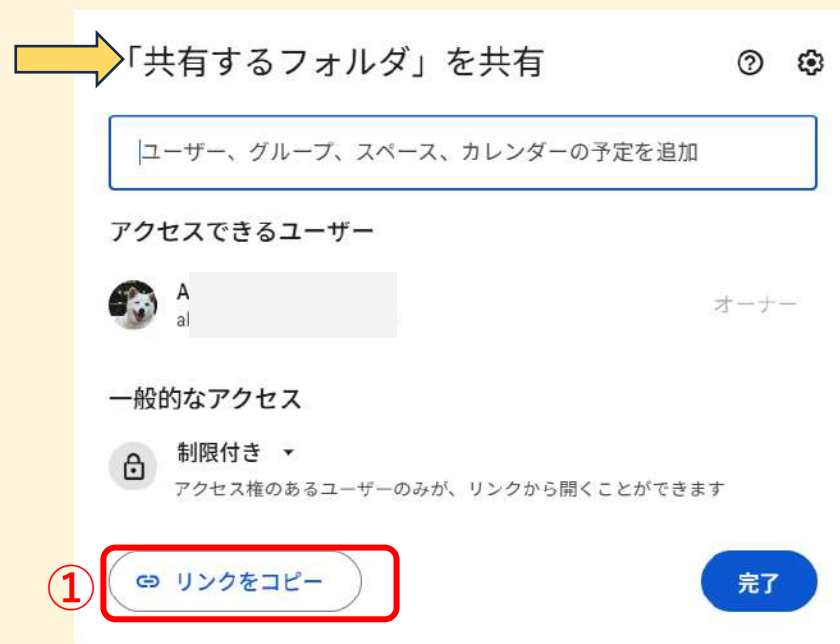 「共有するフォルダ」を共有
ユーザー、グループ、スペース、カレンダーの予定を追加
アクセスできるユーザー
A
al
オーナー
一般的なアクセス
制限付き
アクセス権のあるユーザーのみが、リンクから開くことができます
① リンクをコピー
完了